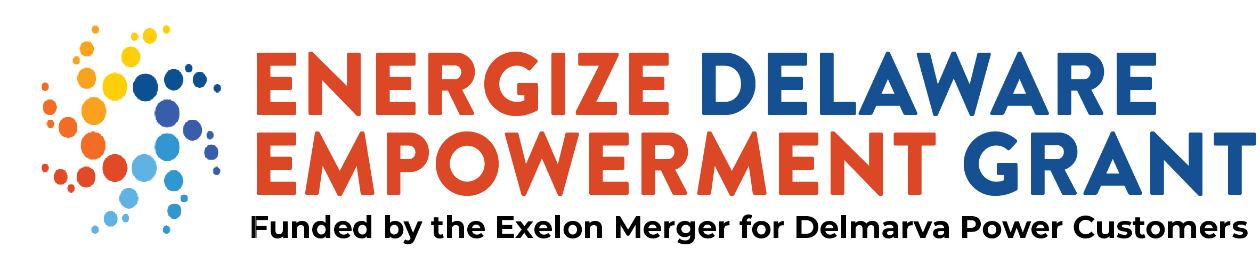 ENERGIZE DELAWARE
EMPOWERMENT GRANT
Funded by the Exelon Merger for Delmarva Power Customers